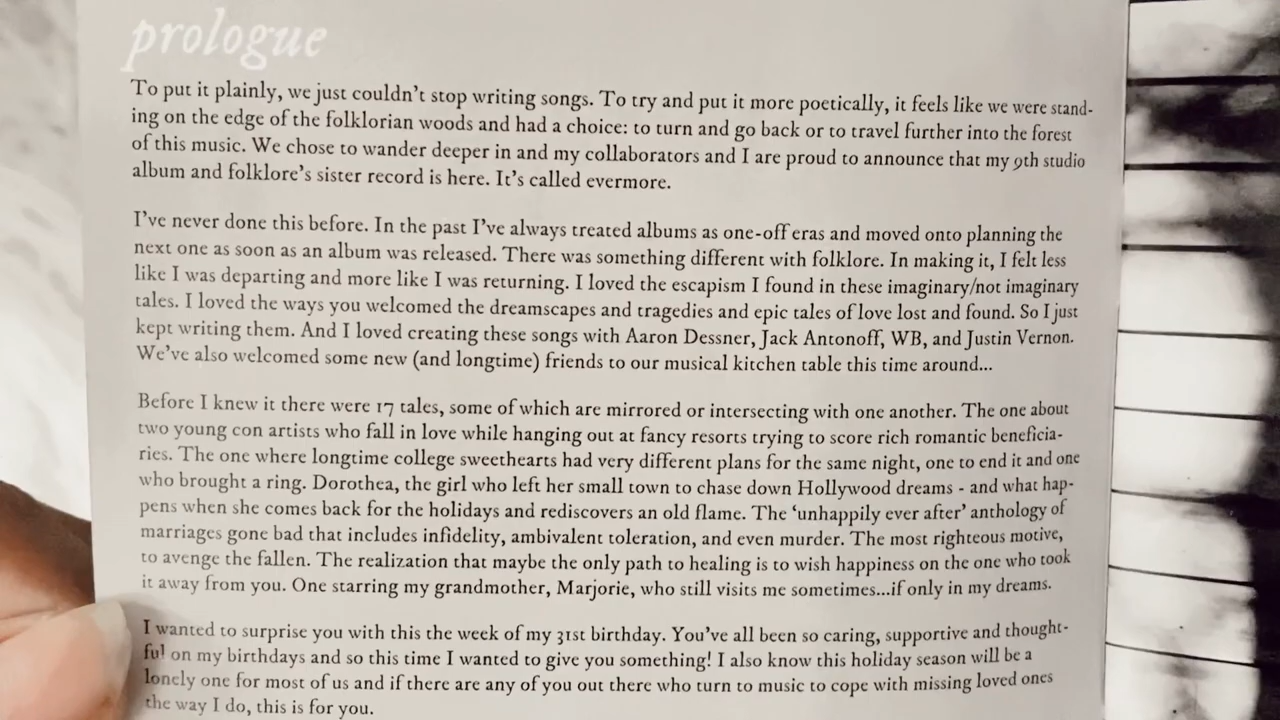 prologue
To put it plainly, we just couldn't stop writing songs. To try and put it more poetically, it feels like we were stand-
ing on the edge of the folklorian woods and had a choice: to turn and go back or to travel further into the forest
of this music. We chose to wander deeper in and my collaborators and I are proud to announce that my 9th studio
album and folklore's sister record is here. It's called evermore.
I've never done this before. In the past I've always treated albums as one-off eras and moved onto planning the
next one as soon as an album was released. There was something different with folklore. In making it, I felt less
like I was departing and more like I was returning. I loved the escapism I found in these imaginary/not imaginary
tales. I loved the ways you welcomed the dreamscapes and tragedies and epic tales of love lost and found. So I just
kept writing them. And I loved creating these songs with Aaron Dessner, Jack Antonoff, WB, and Justin Vernon.
We've also welcomed some new (and longtime) friends to our musical kitchen table this time around...
Before I knew it there were 17 tales, some of which are mirrored or intersecting with one another. The one about
two young con artists who fall in love while hanging out at fancy resorts trying to score rich romantic beneficia-
ries. The one where longtime college sweethearts had very different plans for the same night, one to end it and one
who brought a ring. Dorothea, the girl who left her small town to chase down Hollywood dreams - and what hap-
pens when she comes back for the holidays and rediscovers an old flame. The 'unhappily ever after' anthology of
marriages gone bad that includes infidelity, ambivalent toleration, and even murder. The most righteous motive,
to avenge the fallen. The realization that maybe the only path to healing is to wish happiness on the one who took
it away from you. One starring my grandmother, Marjorie, who still visits me sometimes...if only in my dreams.
I wanted to surprise you with this the week of my 31st birthday. You've all been so caring, supportive and thought-
ful on my birthdays and so this time I wanted to give you something! I also know this holiday season will be a
lonely one for most of us and if there are any of you out there who turn to music to cope with missing loved ones
the way I do, this is for you.